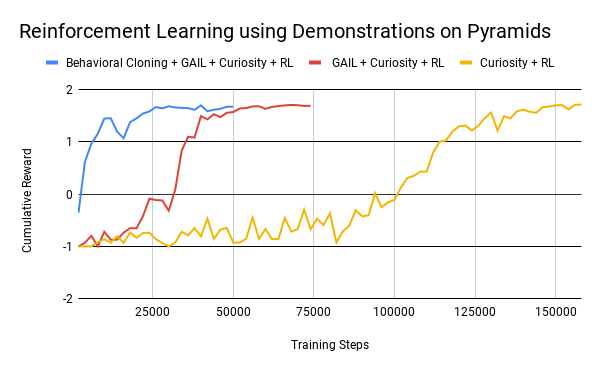 Reinforcement Learning using Demonstrations on Pyramids
Behavioral Cloning + GAIL + Curiosity + RL
GAIL + Curiosity + RL
Curiosity + RL
Cumulative Reward
2
1
0
-1
-2
25000
50000
75000
100000
125000
150000
Training Steps